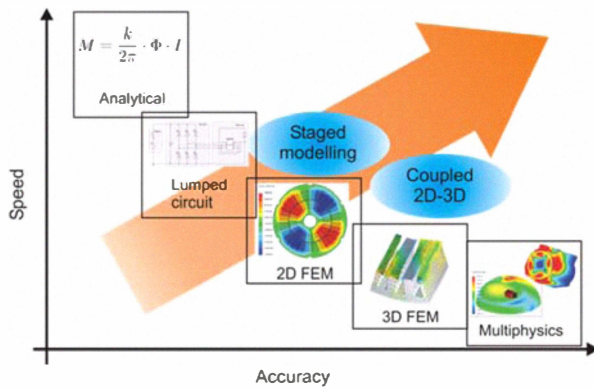 M = k/2π · Φ · I
Analytical
Staged
modelling
Lumped
circuit
Coupled
2D-3D
2D FEM
3D FEM
Multiphysics
Speed
Accuracy